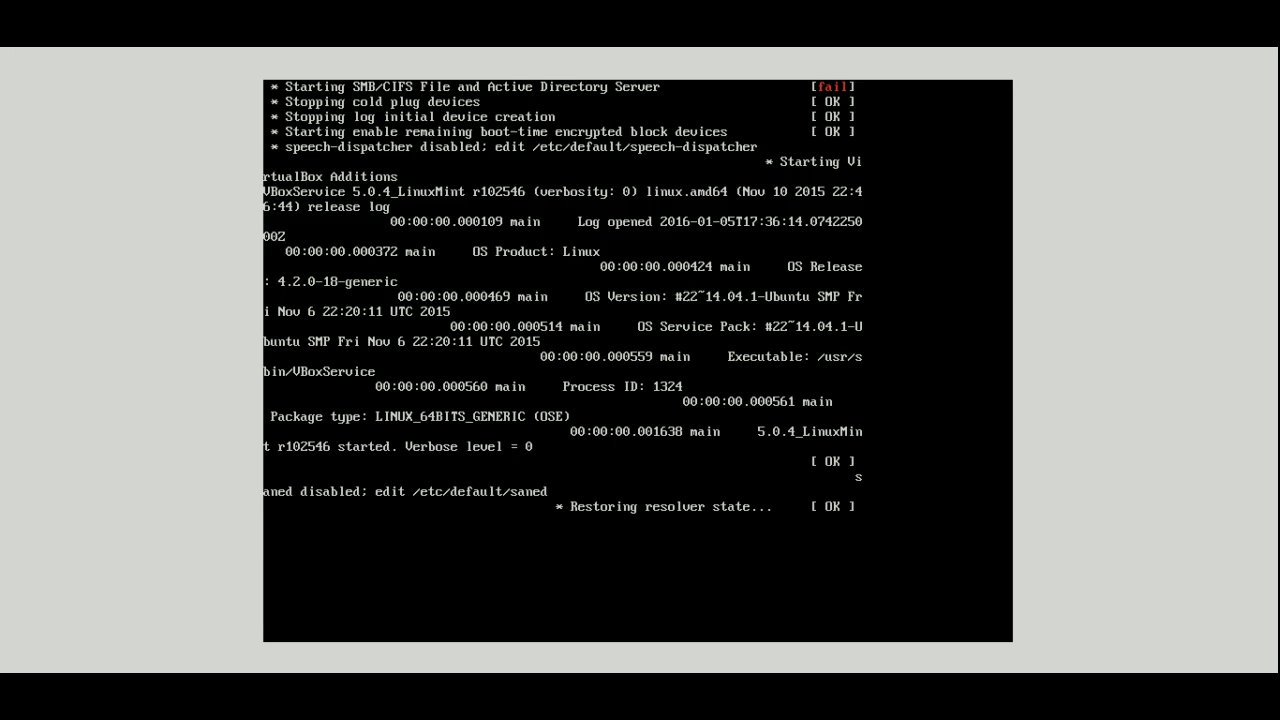 * Starting SMB/CIFS File and Active Directory Server [fail]
* Stopping cold plug devices [ OK ]
* Stopping log initial device creation [ OK ]
* Starting enable remaining boot-time encrypted block devices [ OK ]
* speech-dispatcher disabled; edit /etc/default/speech-dispatcher
* Starting Vi
rtualBox Additions
VBoxService 5.0.4_LinuxMint r102546 (verbosity: 0) linux.amd64 (Nov 10 2015 22:4
6:44) release log
00:00:00.000109 main Log opened 2016-01-05T17:36:14.0742250
00Z
00:00:00.000372 main OS Product: Linux
00:00:00.000424 main OS Release
: 4.2.0-18-generic
00:00:00.000469 main OS Version: #22~14.04.1-Ubuntu SMP Fr
i Nov 6 22:20:11 UTC 2015
00:00:00.000514 main OS Service Pack: #22~14.04.1-U
buntu SMP Fri Nov 6 22:20:11 UTC 2015
00:00:00.000559 main Executable: /usr/s
bin/VBoxService
00:00:00.000560 main Process ID: 1324
00:00:00.000561 main
Package type: LINUX_64BITS_GENERIC (OSE)
00:00:00.001638 main 5.0.4_LinuxMin
t r102546 started. Verbose level = 0
[ OK ]
s
aned disabled; edit /etc/default/saned
* Restoring resolver state... [ OK ]